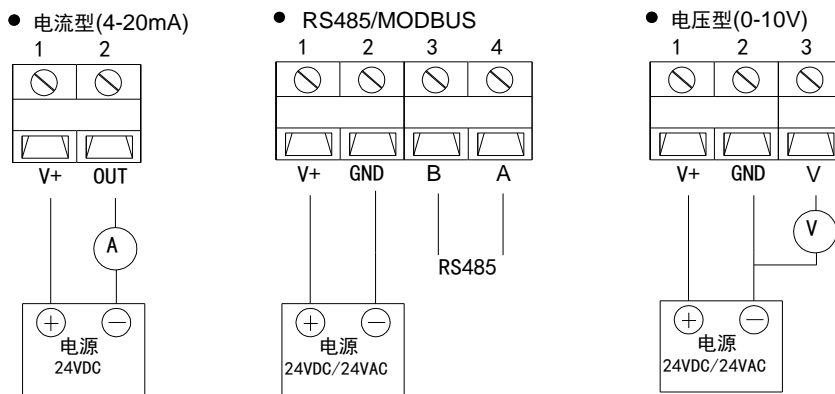 ● 电流型(4-20mA)
1 2
V+ OUT
A
+ −
电源
24VDC
● RS485/MODBUS
1 2 3 4
V+ GND B A
RS485
+ −
电源
24VDC/24VAC
● 电压型(0-10V)
1 2 3
V+ GND V
V
+ −
电源
24VDC/24VAC